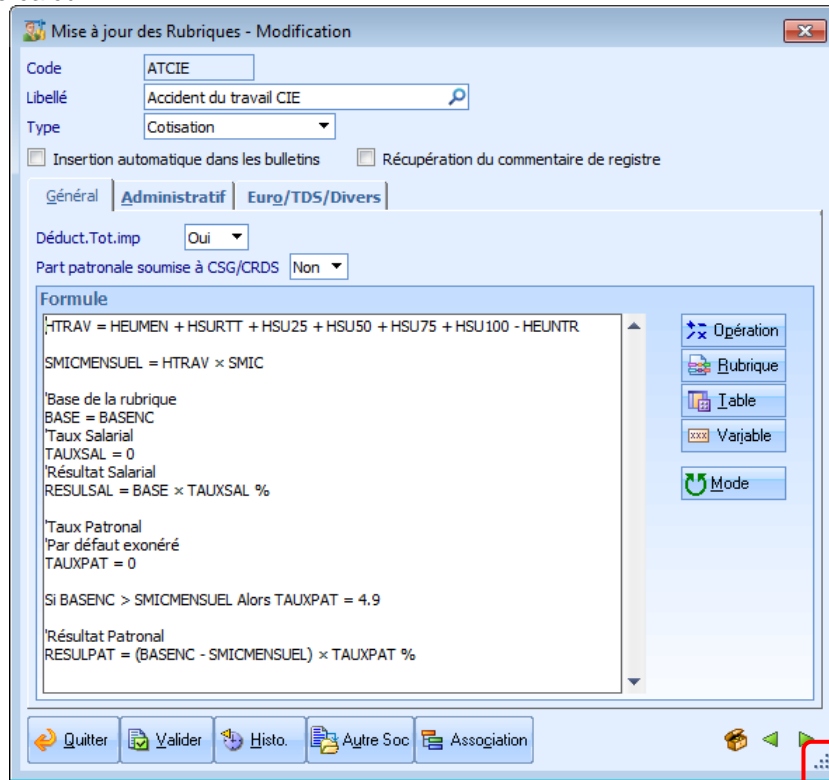 Mise à jour des Rubriques - Modification
Code ATCIE
Libellé Accident du travail CIE
Type Cotisation
Insertion automatique dans les bulletins Récupération du commentaire de registre
Général Administratif Euro/TDS/Divers
Déduct.Tot.imp Oui
Part patronale soumise à CSG/CRDS Non
Formule
HTRAV = HEUMEN + HSURTT + HSU25 + HSU50 + HSU75 + HSU100 - HEUNTR
SMICMENSUEL = HTRAV × SMIC
'Base de la rubrique
BASE = BASENC
'Taux Salarial
TAUXSAL = 0
'Résultat Salarial
RESULSAL = BASE × TAUXSAL %
'Taux Patronal
'Par défaut exonéré
TAUXPAT = 0
Si BASENC > SMICMENSUEL Alors TAUXPAT = 4.9
'Résultat Patronal
RESULPAT = (BASENC - SMICMENSUEL) × TAUXPAT %
Opération
Rubrique
Table
xxx Variable
Mode
Quitter Valider Histo. Autre Soc Association